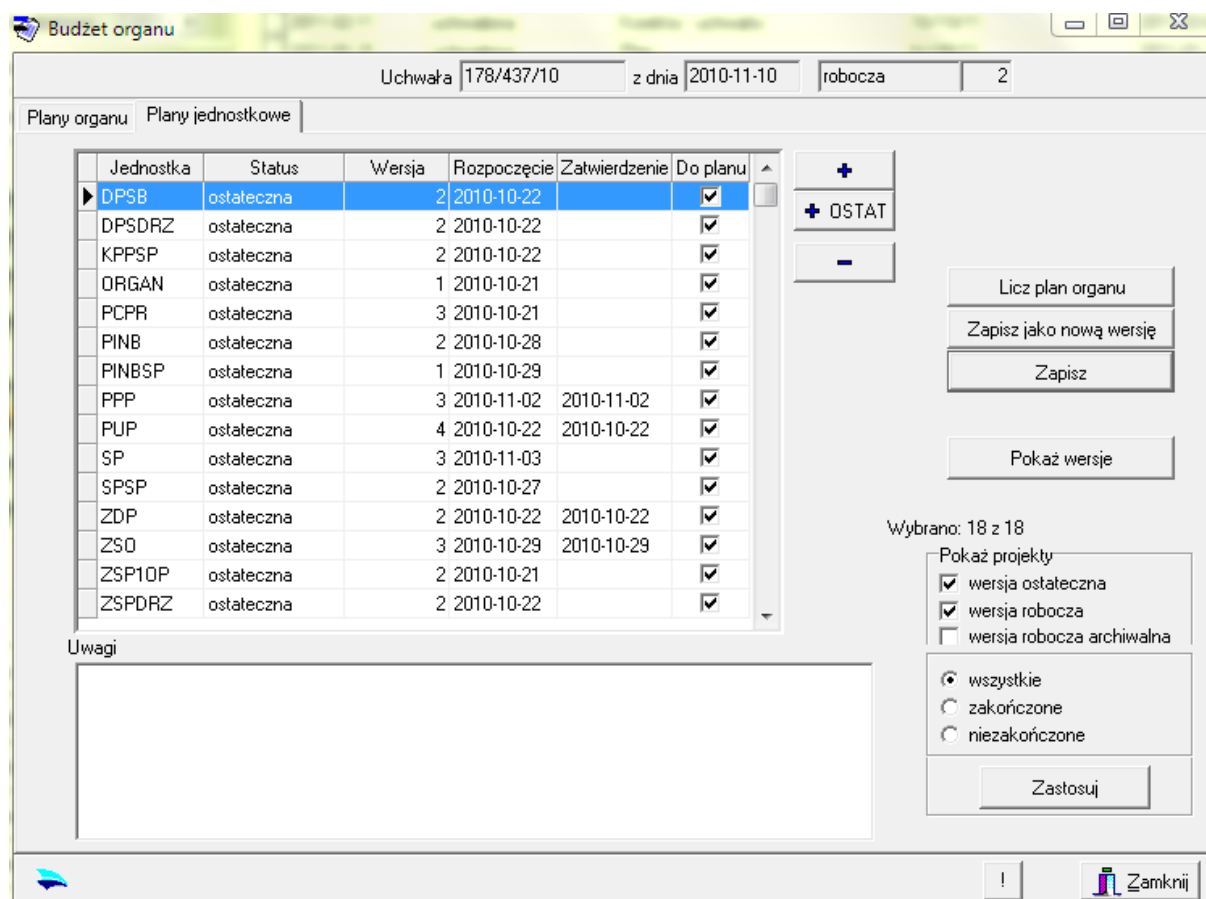 Budżet organu
Uchwała 178/437/10 z dnia 2010-11-10 robocza 2
Plany organu Plany jednostkowe
Jednostka Status Wersja Rozpoczęcie Zatwierdzenie Do planu
DPSB ostateczna 2 2010-10-22
DPSDRZ ostateczna 2 2010-10-22
KPPSP ostateczna 2 2010-10-22
ORGAN ostateczna 1 2010-10-21
PCPR ostateczna 3 2010-10-21
PINB ostateczna 2 2010-10-28
PINBSP ostateczna 1 2010-10-29
PPP ostateczna 3 2010-11-02 2010-11-02
PUP ostateczna 4 2010-10-22 2010-10-22
SP ostateczna 3 2010-11-03
SPSP ostateczna 2 2010-10-27
ZDP ostateczna 2 2010-10-22 2010-10-22
ZSO ostateczna 3 2010-10-29 2010-10-29
ZSP10P ostateczna 2 2010-10-21
ZSPDRZ ostateczna 2 2010-10-22
+
+ OSTAT
-
Licz plan organu
Zapisz jako nową wersję
Zapisz
Pokaż wersje
Wybrano: 18 z 18
Pokaż projekty
wersja ostateczna
wersja robocza
wersja robocza archiwalna
wszystkie
zakończone
niezakończone
Zastosuj
Uwagi
! Zamknij